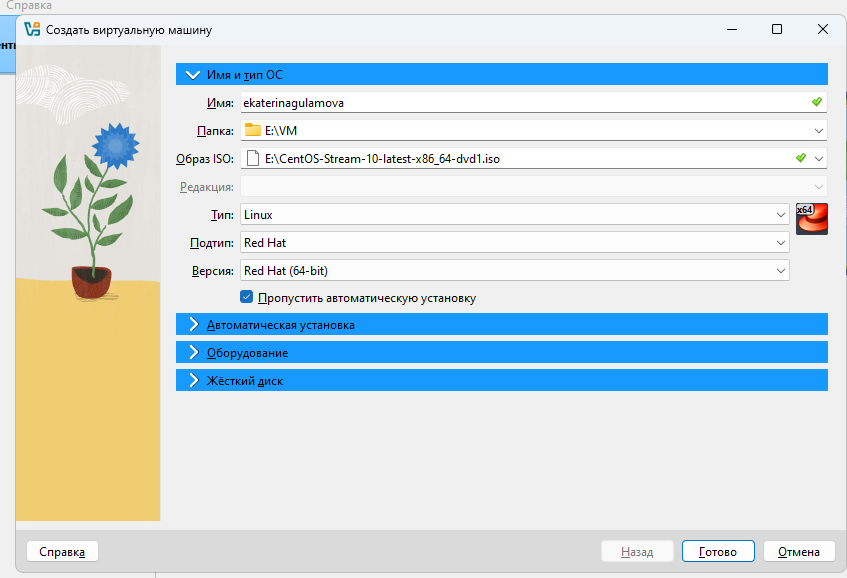 Справка
Создать виртуальную машину
Имя и тип ОС
Имя: ekaterinagulamova
Папка: E:\VM
Образ ISO: E:\CentOS-Stream-10-latest-x86_64-dvd1.iso
Редакция:
Тип: Linux
x64
Подтип: Red Hat
Версия: Red Hat (64-bit)
Пропустить автоматическую установку
Автоматическая установка
Оборудование
Жёсткий диск
Справка Назад Готово Отмена